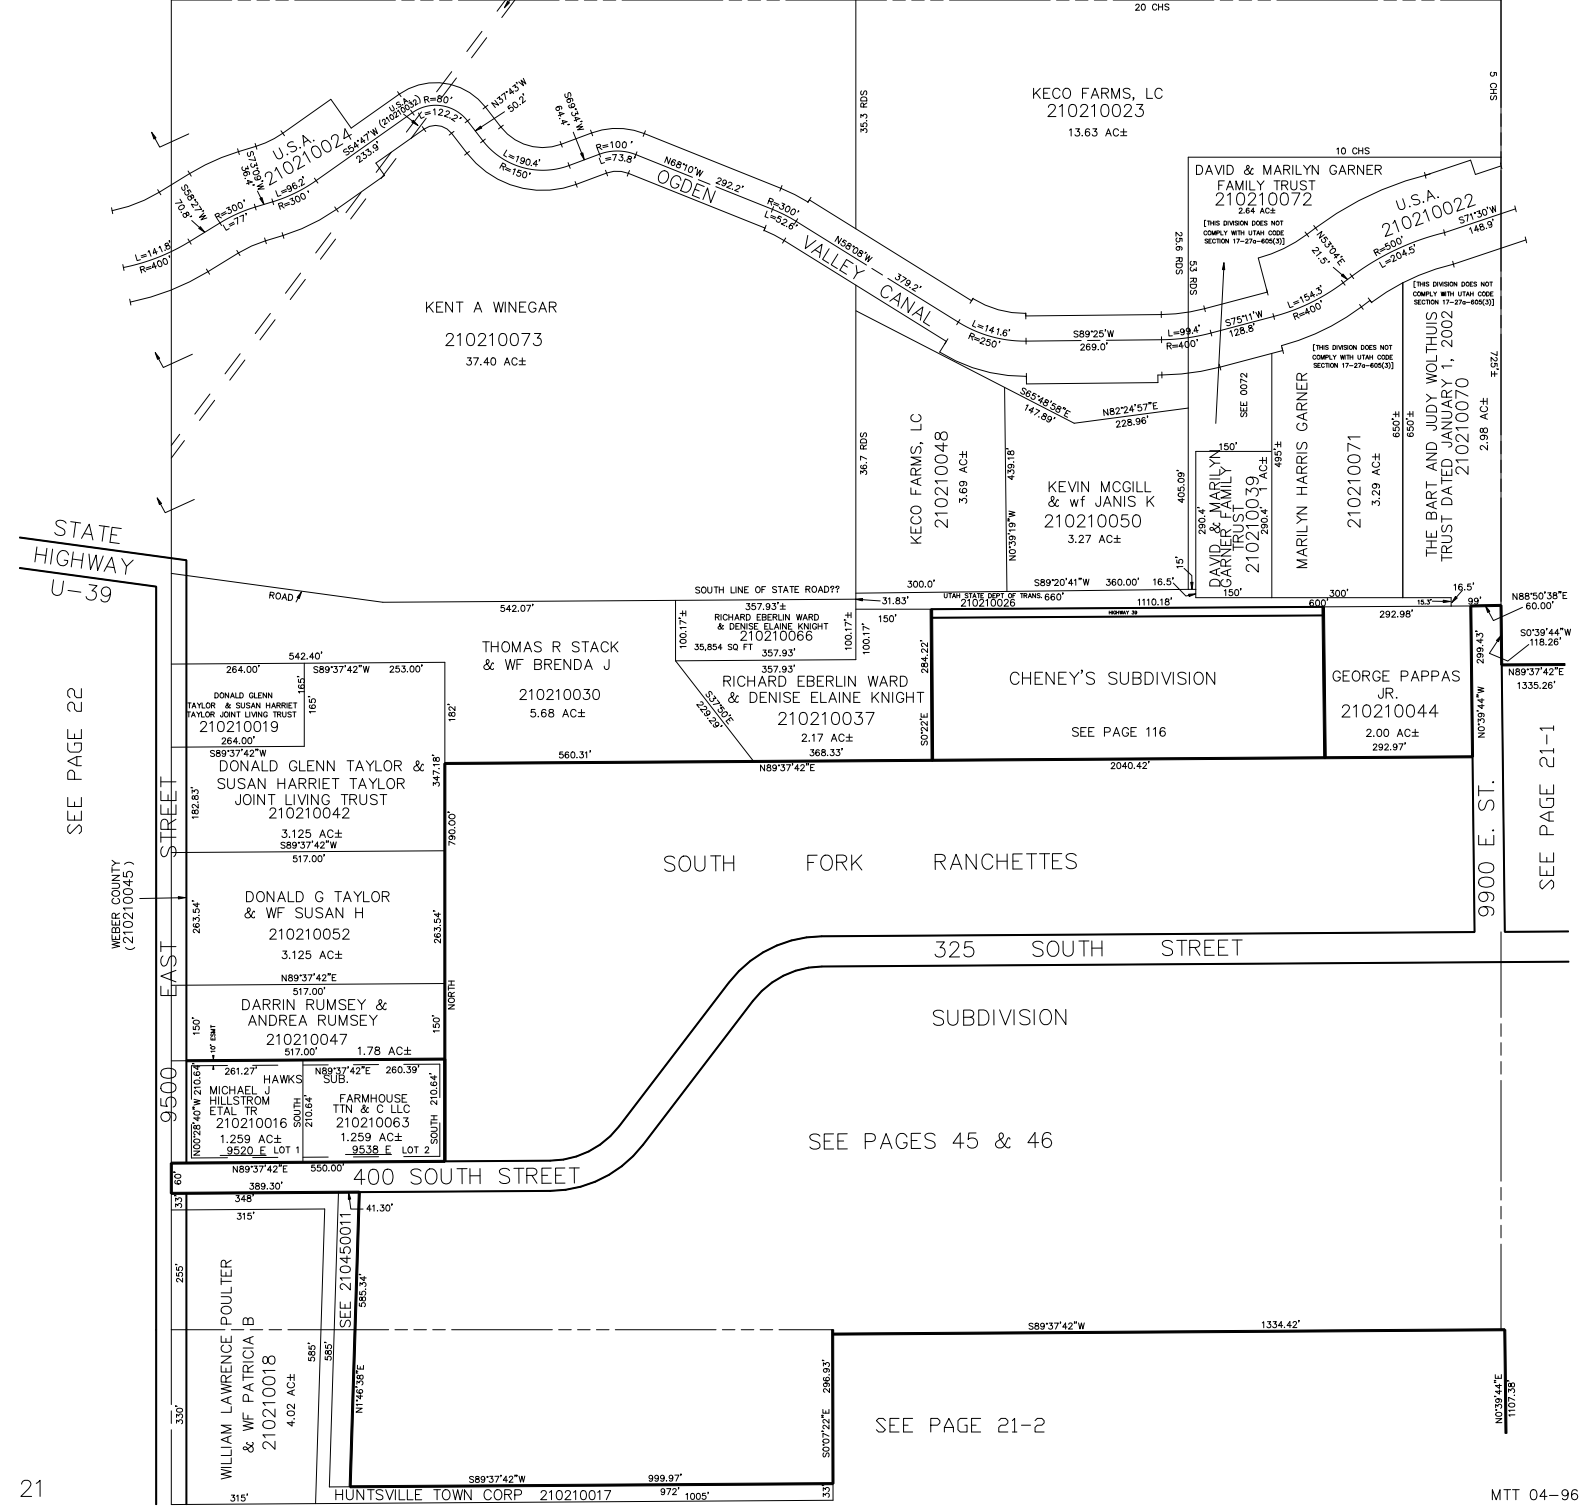 20 CHS
5 CHS
35.3 RDS
KECO FARMS, LC
210210023
13.63 AC±
10 CHS
DAVID & MARILYN GARNER
FAMILY TRUST
210210072
2.64 AC±
[THIS DIVISION DOES NOT
COMPLY WITH UTAH CODE
SECTION 17-27a-605(3)]
25.6 RDS
53 RDS
U.S.A.
210210022
S71°30'W
148.9'
R=500'
L=204.5'
N53°04'E
21.5'
L=154.3'
R=400'
S75°11'W
128.8'
L=99.4'
R=400'
S89°25'W
269.0'
L=141.6'
R=250'
N58°08'W
379.2'
R=300'
L=52.6'
N68°10'W 292.2'
R=100'
L=73.8'
S69°34'W
64.4'
L=190.4'
R=150'
N37°43'W
50.2'
R=80'
L=122.2'
U.S.A.
(210210032)
S54°47'W
233.9'
U.S.A.
210210024
S73°09'W
36.4'
L=96.2'
R=300'
R=300'
L=77'
S58°27'W
70.8'
L=141.8'
R=400'
OGDEN VALLEY CANAL
KENT A WINEGAR
210210073
37.40 AC±
36.7 RDS
KECO FARMS, LC
210210048
3.69 AC±
300.0'
439.18'
N0°39'19"W
S65°48'58"E
147.89'
N82°24'57"E
228.96'
KEVIN MCGILL
& wf JANIS K
210210050
3.27 AC±
405.09'
S89°20'41"W 360.00'
16.5'
15'
SEE 0072
150'
DAVID & MARILYN
GARNER FAMILY
TRUST
210210039
1 AC±
290.4'
290.4'
150'
495'±
MARILYN HARRIS GARNER
210210071
3.29 AC±
[THIS DIVISION DOES NOT
COMPLY WITH UTAH CODE
SECTION 17-27a-605(3)]
650'±
650'±
[THIS DIVISION DOES NOT
COMPLY WITH UTAH CODE
SECTION 17-27a-605(3)]
THE BART AND JUDY WOLTHUIS
TRUST DATED JANUARY 1, 2002
210210070
2.98 AC±
725'±
300'
16.5'
15.3'
600'
99'
N88°50'38"E
60.00'
S0°39'44"W
118.26'
N89°37'42"E
1335.26'
STATE
HIGHWAY
U-39
ROAD
542.07'
SOUTH LINE OF STATE ROAD??
31.83'
UTAH STATE DEPT OF TRANS. 660'
210210026
1110.18'
HIGHWAY 39
357.93'±
RICHARD EBERLIN WARD
& DENISE ELAINE KNIGHT
210210066
35,854 SQ FT
357.93'
100.17'±
100.17'±
100.17'
150'
THOMAS R STACK
& WF BRENDA J
210210030
5.68 AC±
560.31'
S37°50'E
229.29'
357.93'
RICHARD EBERLIN WARD
& DENISE ELAINE KNIGHT
210210037
2.17 AC±
368.33'
284.22'
S0°22'E
CHENEY'S SUBDIVISION
SEE PAGE 116
292.98'
GEORGE PAPPAS
JR.
210210044
2.00 AC±
292.97'
299.43'
N0°39'44"W
N89°37'42"E
2040.42'
542.40'
264.00'
S89°37'42"W
253.00'
DONALD GLENN
TAYLOR & SUSAN HARRIET
TAYLOR JOINT LIVING TRUST
210210019
264.00'
165'
165'
182'
S89°37'42"W
DONALD GLENN TAYLOR &
SUSAN HARRIET TAYLOR
JOINT LIVING TRUST
210210042
3.125 AC±
S89°37'42"W
517.00'
182.83'
347.18'
790.00'
SEE PAGE 22
WEBER COUNTY
(210210045)
DONALD G TAYLOR
& WF SUSAN H
210210052
3.125 AC±
263.54'
263.54'
N89°37'42"E
517.00'
DARRIN RUMSEY &
ANDREA RUMSEY
210210047
517.00'
1.78 AC±
150'
150'
NORTH
10' ESMT
9500 EAST STREET
SOUTH FORK RANCHETTES
325 SOUTH STREET
SUBDIVISION
SEE PAGES 45 & 46
9900 E. ST.
SEE PAGE 21-1
261.27'
HAWKS SUB.
N89°37'42"E 260.39'
MICHAEL J
HILLSTROM
ETAL TR
210210016
1.259 AC±
9520 E LOT 1
N00°28'40"W 210.64'
SOUTH
210.64'
FARMHOUSE
TTN & C LLC
210210063
1.259 AC±
9538 E LOT 2
SOUTH 210.64'
N89°37'42"E
550.00'
400 SOUTH STREET
60'
389.30'
33'
348'
41.30'
315'
255'
WILLIAM LAWRENCE POULTER
& WF PATRICIA B
210210018
4.02 AC±
330'
585'
585'
SEE 210450011
585.34'
N1°46'38"E
315'
S89°37'42"W
1334.42'
296.93'
S0°07'22"E
SEE PAGE 21-2
N0°39'44"E
1107.38'
S89°37'42"W
999.97'
HUNTSVILLE TOWN CORP 210210017
972'
1005'
33'
21
MTT 04-96